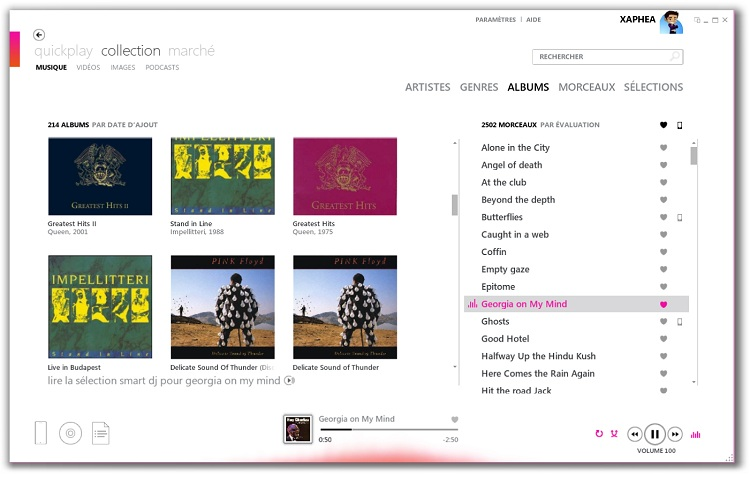 PARAMÈTRES | AIDE
XAPHEA
quickplay collection marché
MUSIQUE VIDÉOS IMAGES PODCASTS
RECHERCHER
ARTISTES GENRES ALBUMS MORCEAUX SÉLECTIONS
214 ALBUMS PAR DATE D'AJOUT
GREATEST HITS II
Stand in Line
GREATEST HITS
Greatest Hits II
Queen, 2001
Stand in Line
Impellitteri, 1988
Greatest Hits
Queen, 1975
IMPELLITTERI
Stand in Line
PINK Floyd
Delicate Sound of Thunder
PINK Floyd
Delicate Sound of Thunder
Live in Budapest
Delicate Sound Of Thunder (Dis
Delicate Sound of Thunder
lire la sélection smart dj pour georgia on my mind
2502 MORCEAUX PAR ÉVALUATION
Alone in the City
Angel of death
At the club
Beyond the depth
Butterflies
Caught in a web
Coffin
Empty gaze
Epitome
Georgia on My Mind
Ghosts
Good Hotel
Halfway Up the Hindu Kush
Here Comes the Rain Again
Hit the road Jack
Ray Charles
Georgia on My Mind
0:50
-2:50
VOLUME 100